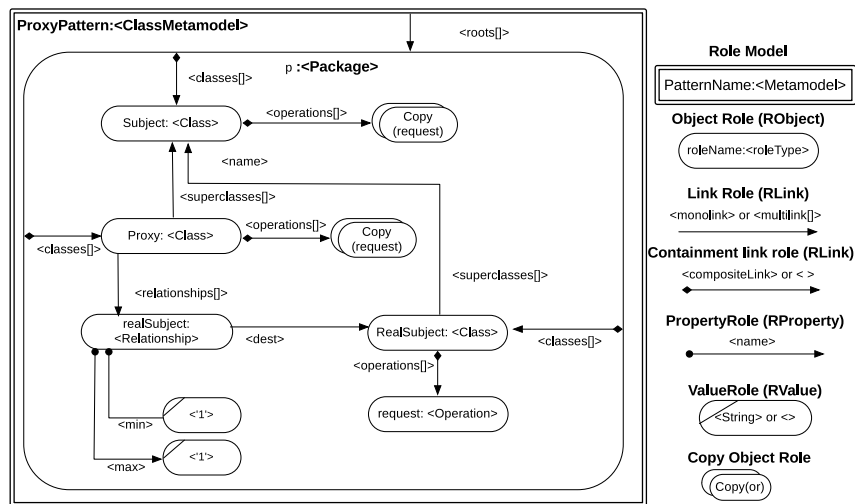 ProxyPattern:<ClassMetamodel>
<roots[]>
p :<Package>
<classes[]>
Subject: <Class>
<operations[]>
Copy
(request)
<name>
<superclasses[]>
Proxy: <Class>
<operations[]>
Copy
(request)
<classes[]>
<superclasses[]>
<relationships[]>
realSubject:
<Relationship>
<dest>
RealSubject: <Class>
<classes[]>
<operations[]>
<'1'>
<min>
request: <Operation>
<'1'>
<max>
Role Model
PatternName:<Metamodel>
Object Role (RObject)
roleName:<roleType>
Link Role (RLink)
<monolink> or <multilink[]>
Containment link role (RLink)
<compositeLink> or < >
PropertyRole (RProperty)
<name>
ValueRole (RValue)
<String> or <>
Copy Object Role
Copy(or)